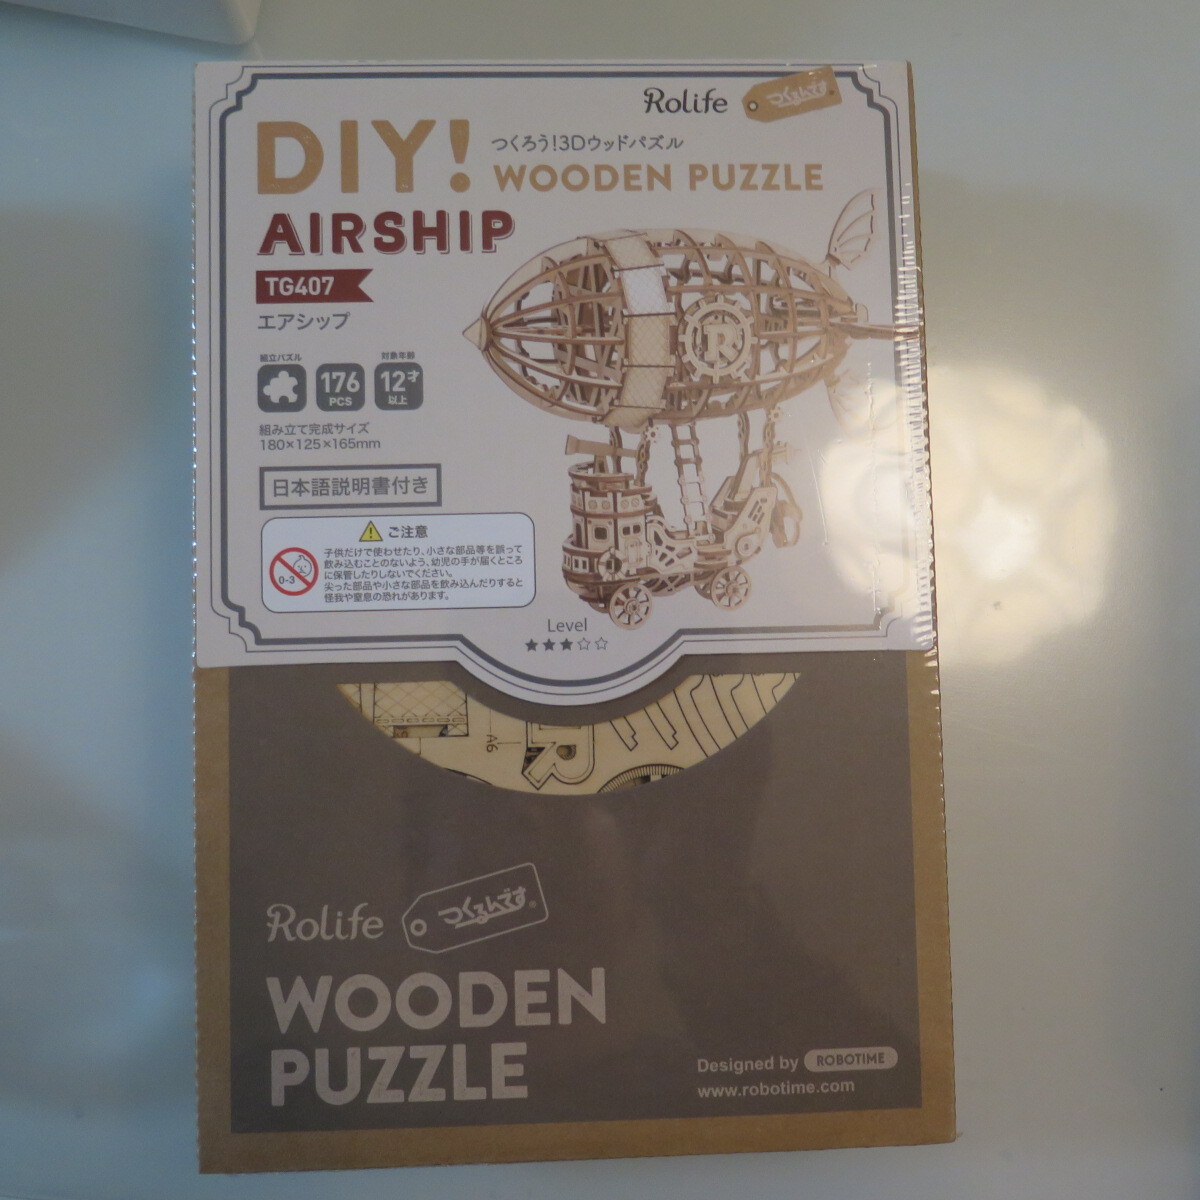 Rolife つくるんです®
DIY! つくろう!3Dウッドパズル
WOODEN PUZZLE
AIRSHIP
TG407
エアシップ
組立パズル 対象年齢
176 PCS 12才以上
組み立て完成サイズ
180×125×165mm
日本語説明書付き
ご注意
0-3
子供だけで使わせたり、小さな部品等を誤って
飲み込むことのないよう、幼児の手が届くところ
に保管したりしないでください。
尖った部品や小さな部品を飲み込んだりすると
怪我や窒息の恐れがあります。
R
Level
★★★☆☆
A6
R
Rolife つくるんです®
WOODEN
PUZZLE
Designed by ROBOTIME
www.robotime.com